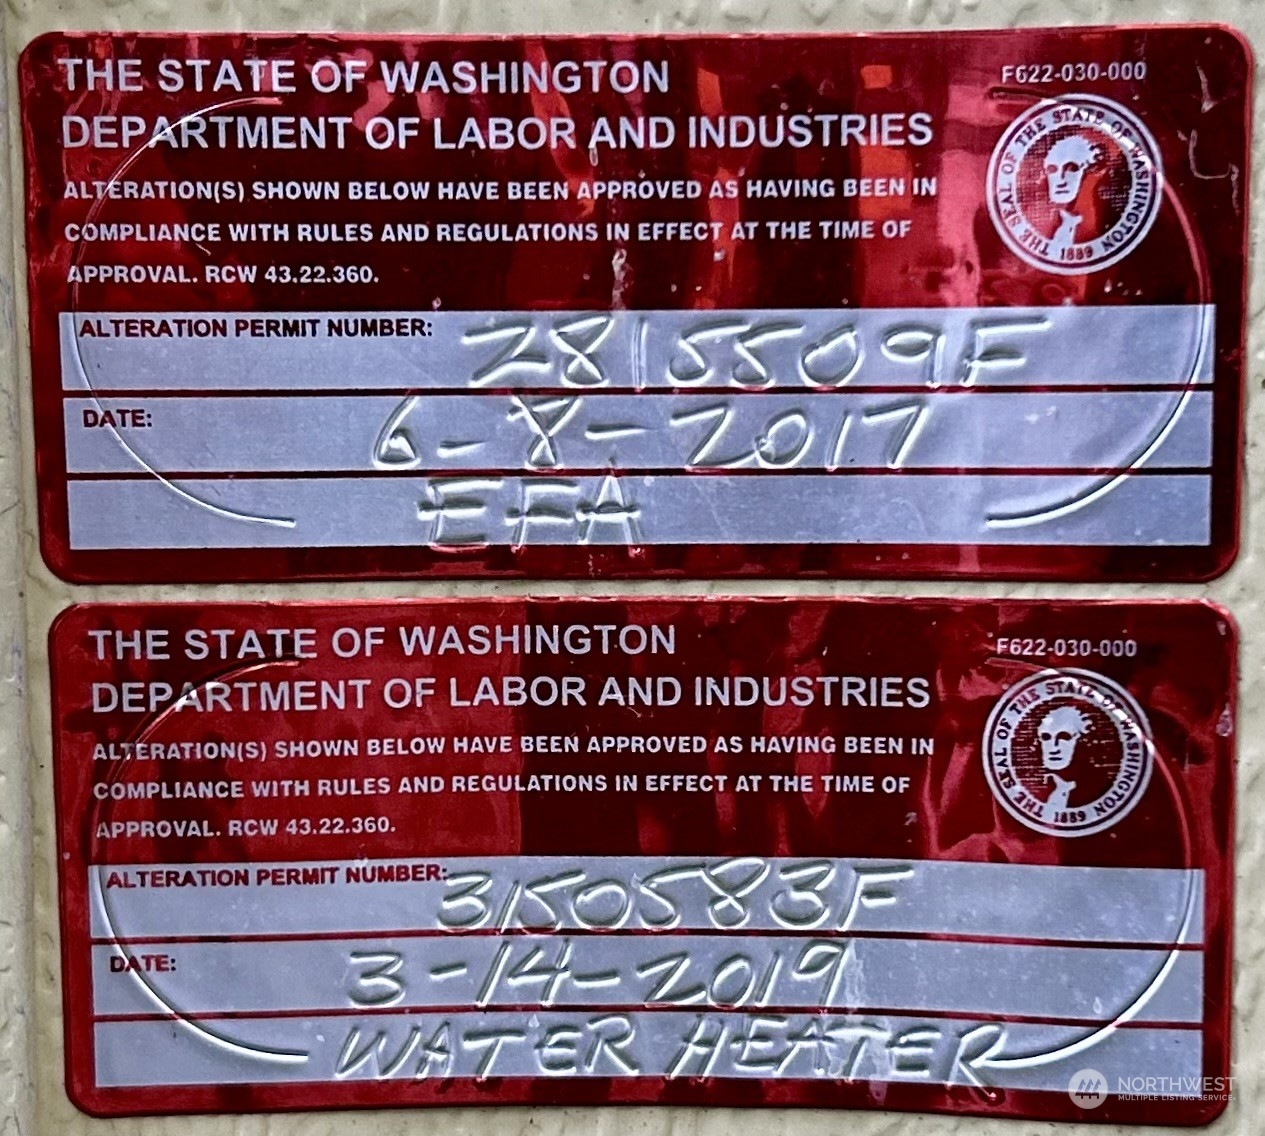 THE STATE OF WASHINGTON
F622-030-000
DEPARTMENT OF LABOR AND INDUSTRIES
ALTERATION(S) SHOWN BELOW HAVE BEEN APPROVED AS HAVING BEEN IN
COMPLIANCE WITH RULES AND REGULATIONS IN EFFECT AT THE TIME OF
APPROVAL. RCW 43.22.360.
THE SEAL OF THE STATE OF WASHINGTON
1889
ALTERATION PERMIT NUMBER: 2815509F
DATE: 6-8-2017
EFA
THE STATE OF WASHINGTON
F622-030-000
DEPARTMENT OF LABOR AND INDUSTRIES
ALTERATION(S) SHOWN BELOW HAVE BEEN APPROVED AS HAVING BEEN IN
COMPLIANCE WITH RULES AND REGULATIONS IN EFFECT AT THE TIME OF
APPROVAL. RCW 43.22.360.
THE SEAL OF THE STATE OF WASHINGTON
1889
ALTERATION PERMIT NUMBER: 3150583F
DATE: 3-14-2019
WATER HEATER
NORTHWEST
MULTIPLE LISTING SERVICE